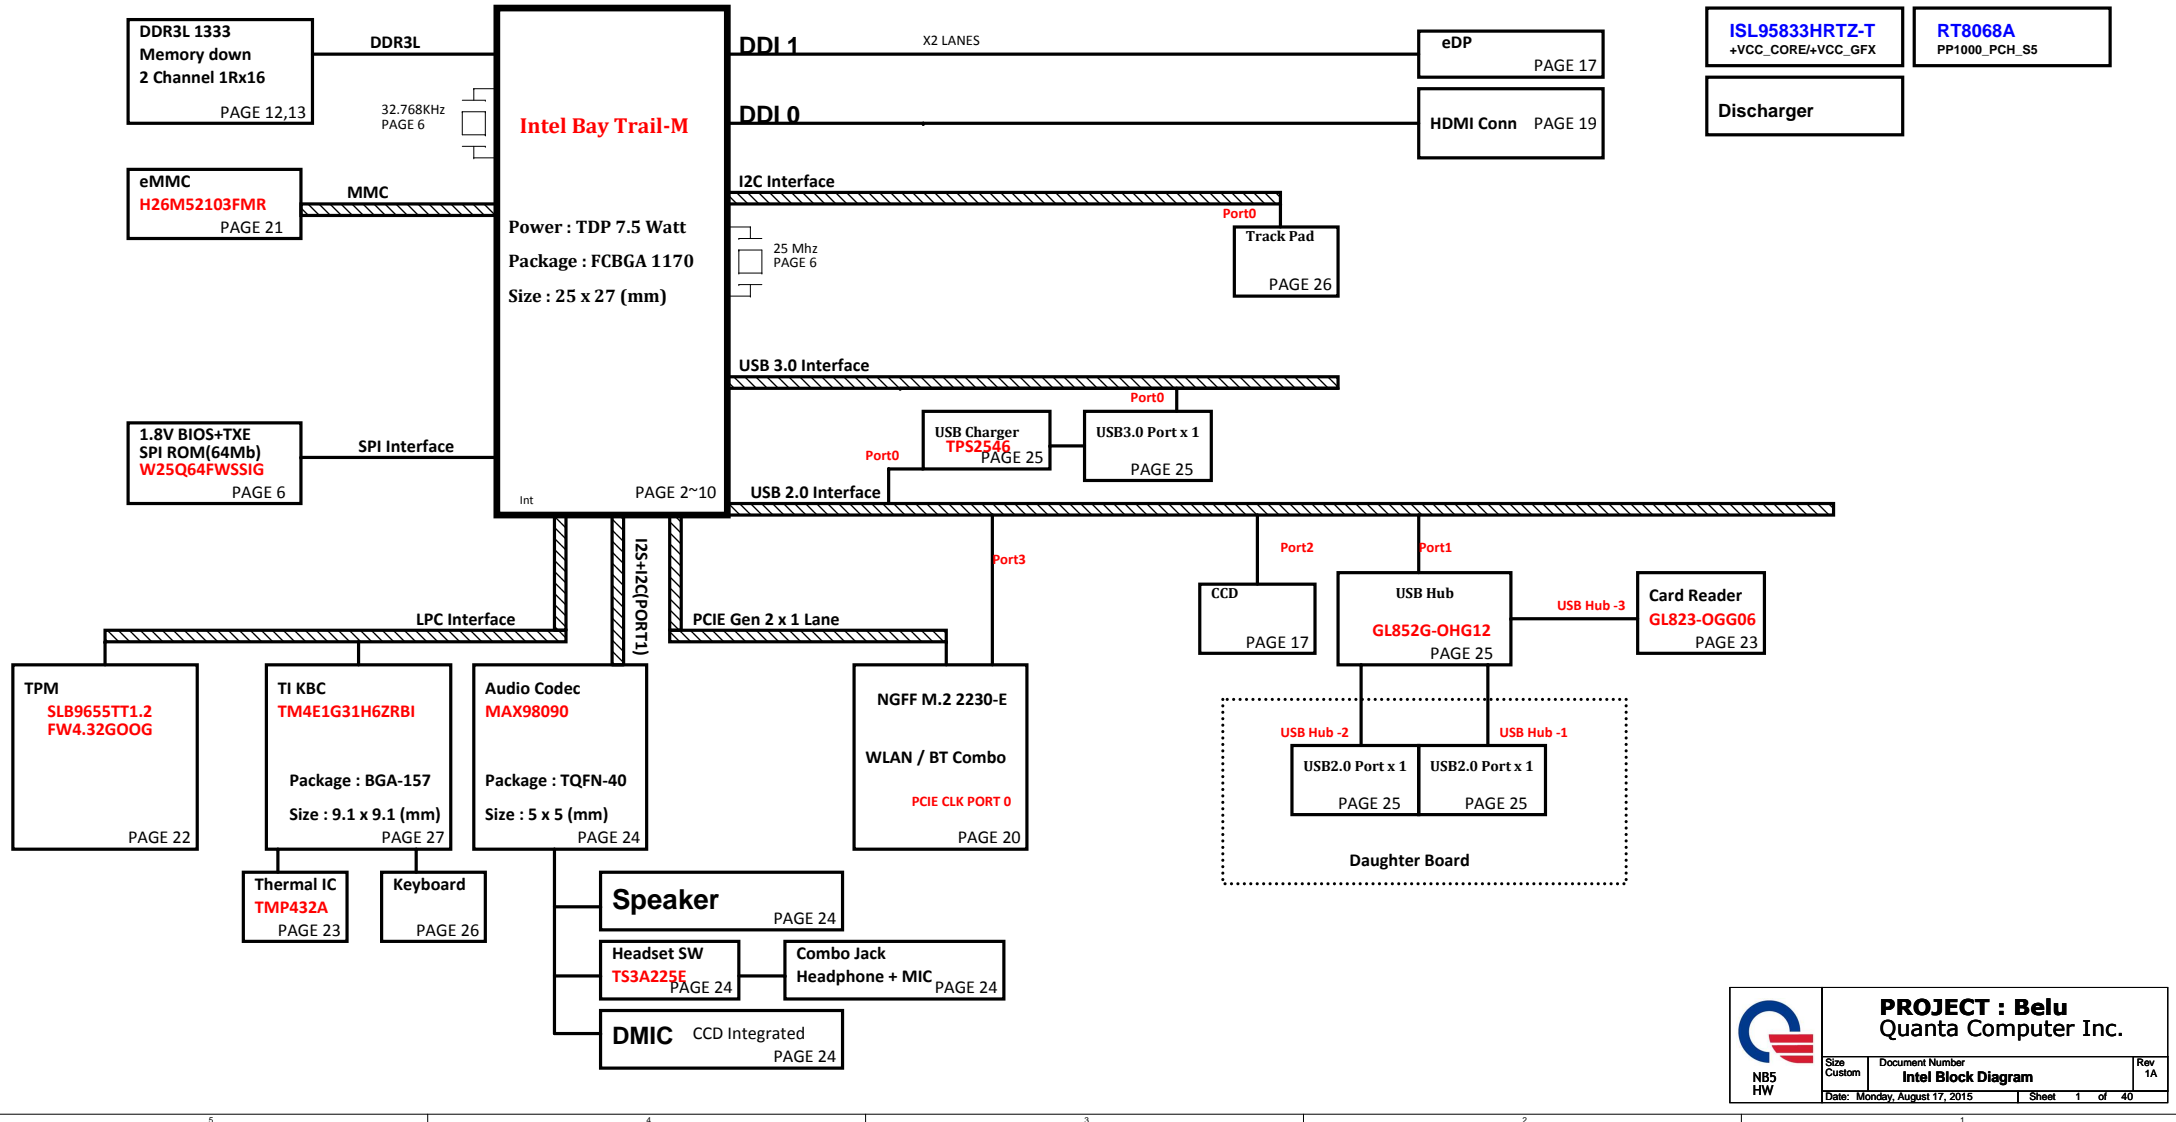 DDR3L 1333
Memory down
2 Channel 1Rx16
PAGE 12,13
DDR3L
32.768KHz
PAGE 6
eMMC
H26M52103FMR
PAGE 21
MMC
1.8V BIOS+TXE
SPI ROM(64Mb)
W25Q64FWSSIG
PAGE 6
SPI Interface
Intel Bay Trail-M
Power : TDP 7.5 Watt
Package : FCBGA 1170
Size : 25 x 27 (mm)
Int
PAGE 2~10
DDI 1
X2 LANES
eDP
PAGE 17
DDI 0
HDMI Conn PAGE 19
I2C Interface
Port0
Track Pad
PAGE 26
25 Mhz
PAGE 6
USB 3.0 Interface
Port0
USB Charger
TPS2546
PAGE 25
USB3.0 Port x 1
PAGE 25
Port0
USB 2.0 Interface
Port3
Port2
Port1
CCD
PAGE 17
USB Hub
GL852G-OHG12
PAGE 25
USB Hub -3
Card Reader
GL823-OGG06
PAGE 23
USB Hub -2
USB Hub -1
USB2.0 Port x 1
PAGE 25
USB2.0 Port x 1
PAGE 25
Daughter Board
LPC Interface
I2S+I2C(PORT1)
PCIE Gen 2 x 1 Lane
TPM
SLB9655TT1.2
FW4.32GOOG
PAGE 22
TI KBC
TM4E1G31H6ZRBI
Package : BGA-157
Size : 9.1 x 9.1 (mm)
PAGE 27
Audio Codec
MAX98090
Package : TQFN-40
Size : 5 x 5 (mm)
PAGE 24
NGFF M.2 2230-E
WLAN / BT Combo
PCIE CLK PORT 0
PAGE 20
Thermal IC
TMP432A
PAGE 23
Keyboard
PAGE 26
Speaker
PAGE 24
Headset SW
TS3A225E
PAGE 24
Combo Jack
Headphone + MIC
PAGE 24
DMIC CCD Integrated
PAGE 24
ISL95833HRTZ-T
+VCC_CORE/+VCC_GFX
RT8068A
PP1000_PCH_S5
Discharger
NB5
HW
PROJECT : Belu
Quanta Computer Inc.
Size
Custom
Document Number
Intel Block Diagram
Rev
1A
Date: Monday, August 17, 2015
Sheet 1 of 40
5 4 3 2 1